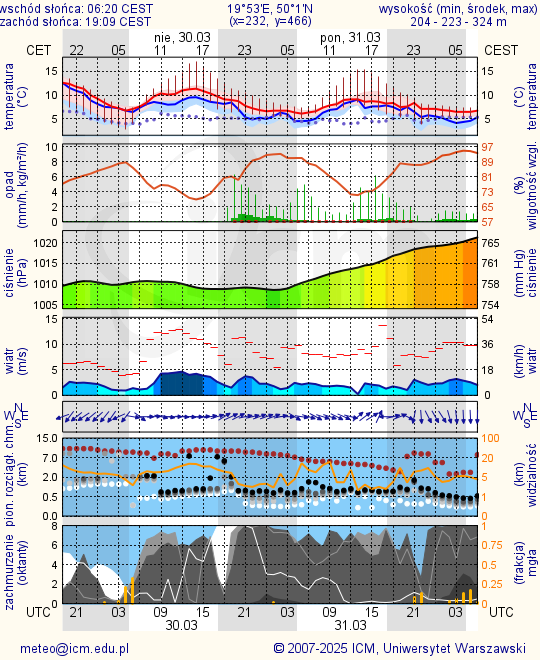 wschód słońca: 06:20 CEST
19°53'E, 50°1'N
wysokość (min, środek, max)
zachód słońca: 19:09 CEST
(x=232, y=466)
204 - 223 - 324 m
nie, 30.03
pon, 31.03
CET
22
05
11
17
23
05
11
17
23
05
CEST
temperatura
(°C)
15
10
5
15
10
5
(°C)
temperatura
opad
(mm/h, kg/m²/h)
10
8
6
4
2
0
97
89
81
73
65
57
(%)
wilgotność wzgl.
ciśnienie
(hPa)
1020
1015
1010
1005
765
761
758
754
(mm Hg)
ciśnienie
wiatr
(m/s)
15
10
5
0
54
36
18
0
(km/h)
wiatr
N
W E
S
N
W E
S
pion. rozciągł. chm.
(km)
15.0
7.0
2.0
0.5
0.0
100
20
5
1
0
(km)
widzialność
zachmurzenie
(oktanty)
8
6
4
2
0
1
0.75
0.5
0.25
0
(frakcja)
mgła
UTC
21
03
09
15
21
03
09
15
21
03
UTC
30.03
31.03
meteo@icm.edu.pl
© 2007-2025 ICM, Uniwersytet Warszawski